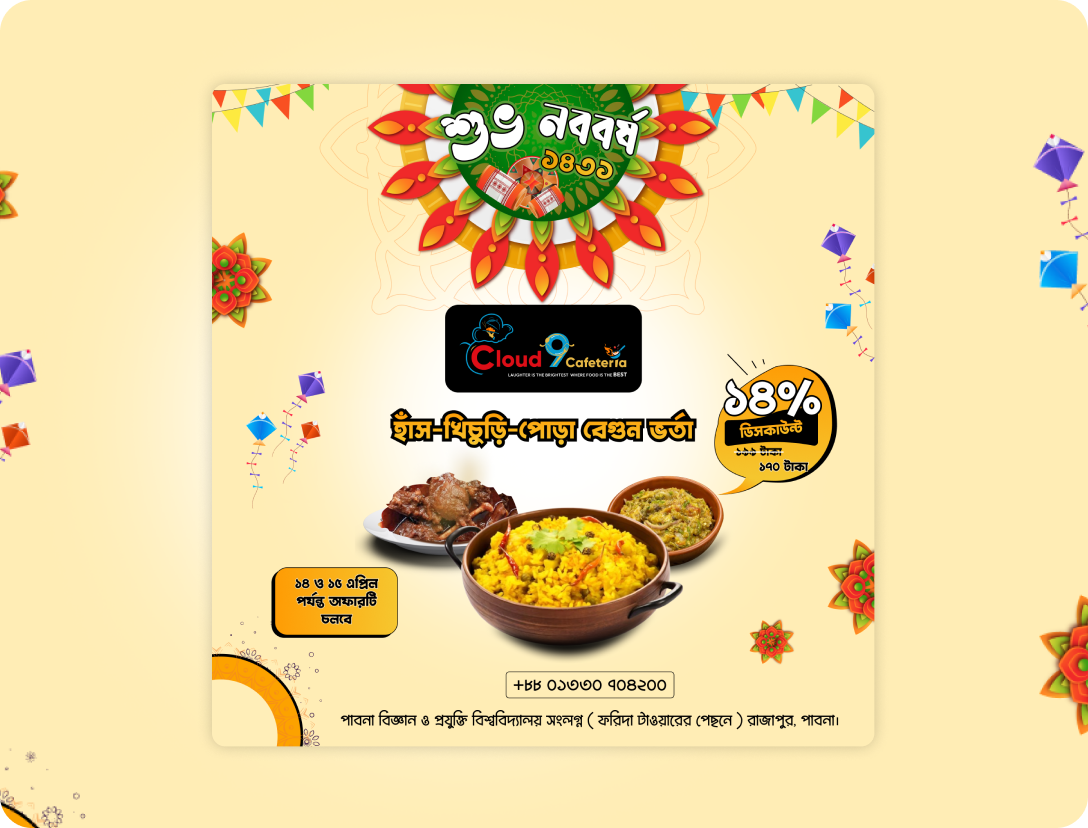 শুভ নববর্ষ
১৪৩১
Cloud 9 Cafeteria
LAUGHTER IS THE BRIGHTEST WHERE FOOD IS THE BEST
হাঁস-খিচুড়ি-পোড়া বেগুন ভর্তা
১৪%
ডিসকাউন্ট
১৯৯ টাকা
১৭০ টাকা
১৪ ও ১৫ এপ্রিল
পর্যন্ত অফারটি
চলবে
+৮৮ ০১৩৩০ ৭০৪২০০
পাবনা বিজ্ঞান ও প্রযুক্তি বিশ্ববিদ্যালয় সংলগ্ন ( ফরিদা টাওয়ারের পেছনে ) রাজাপুর, পাবনা।